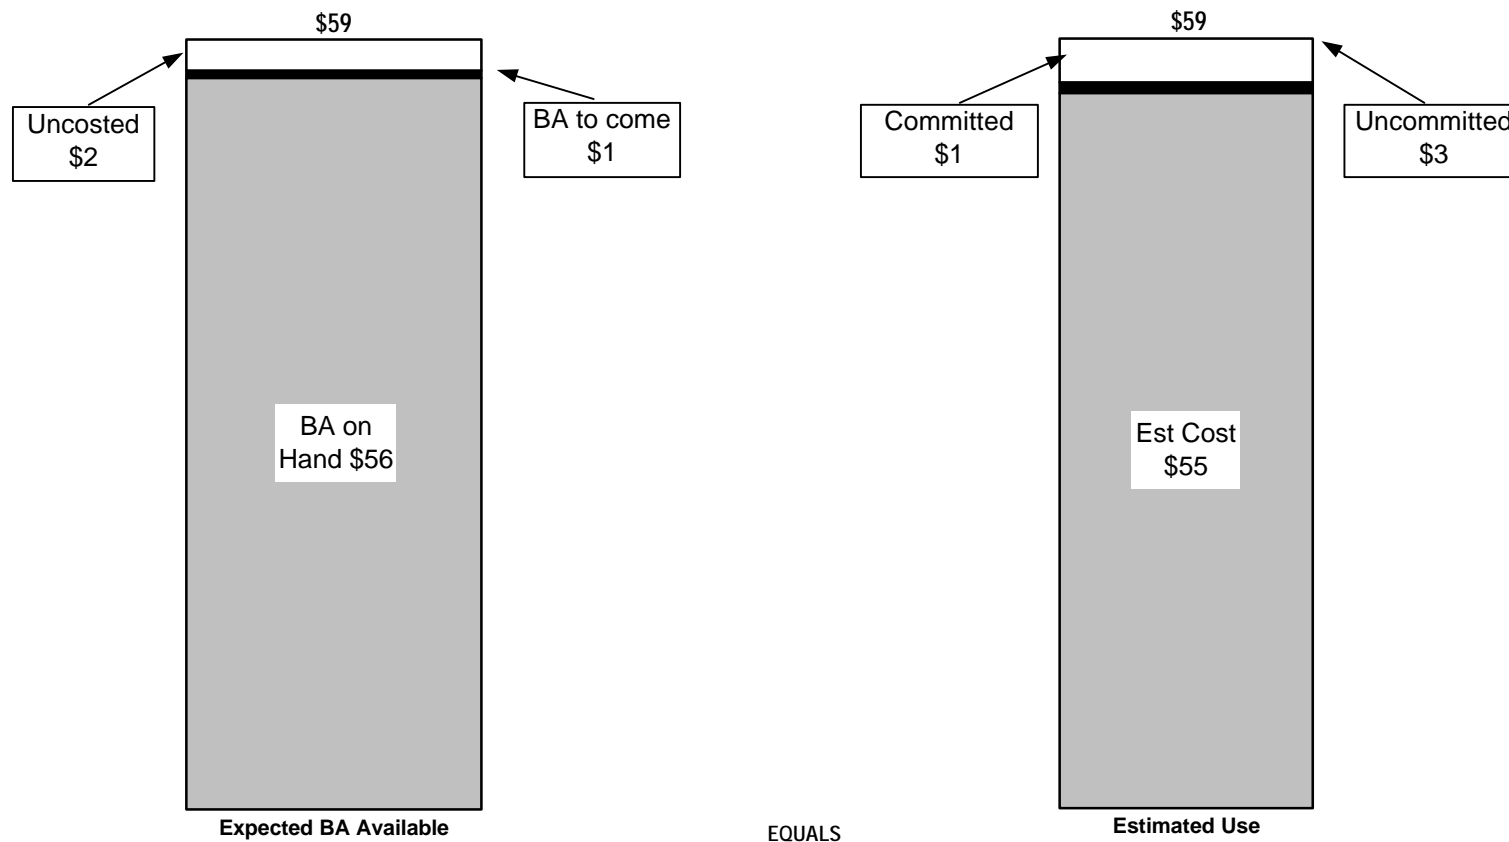 $59
Uncosted
$2
BA to come
$1
BA on
Hand $56
Expected BA Available
EQUALS
$59
Committed
$1
Uncommitted
$3
Est Cost
$55
Estimated Use